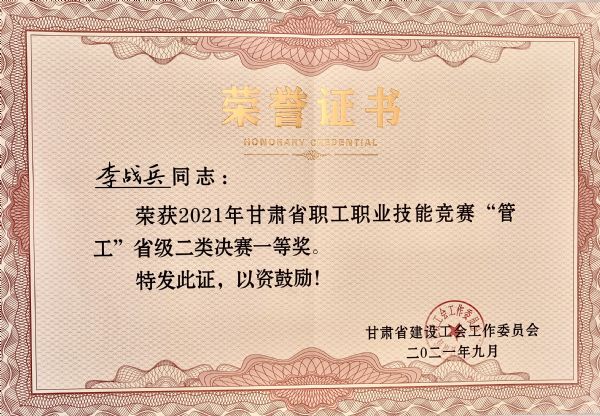 荣誉证书
HONORARY CREDENTIAL
李战兵同志：
荣获2021年甘肃省职工职业技能竞赛“管
工”省级二类决赛一等奖。
特发此证，以资鼓励！
甘肃省建设工会工作委员会
二〇二一年九月